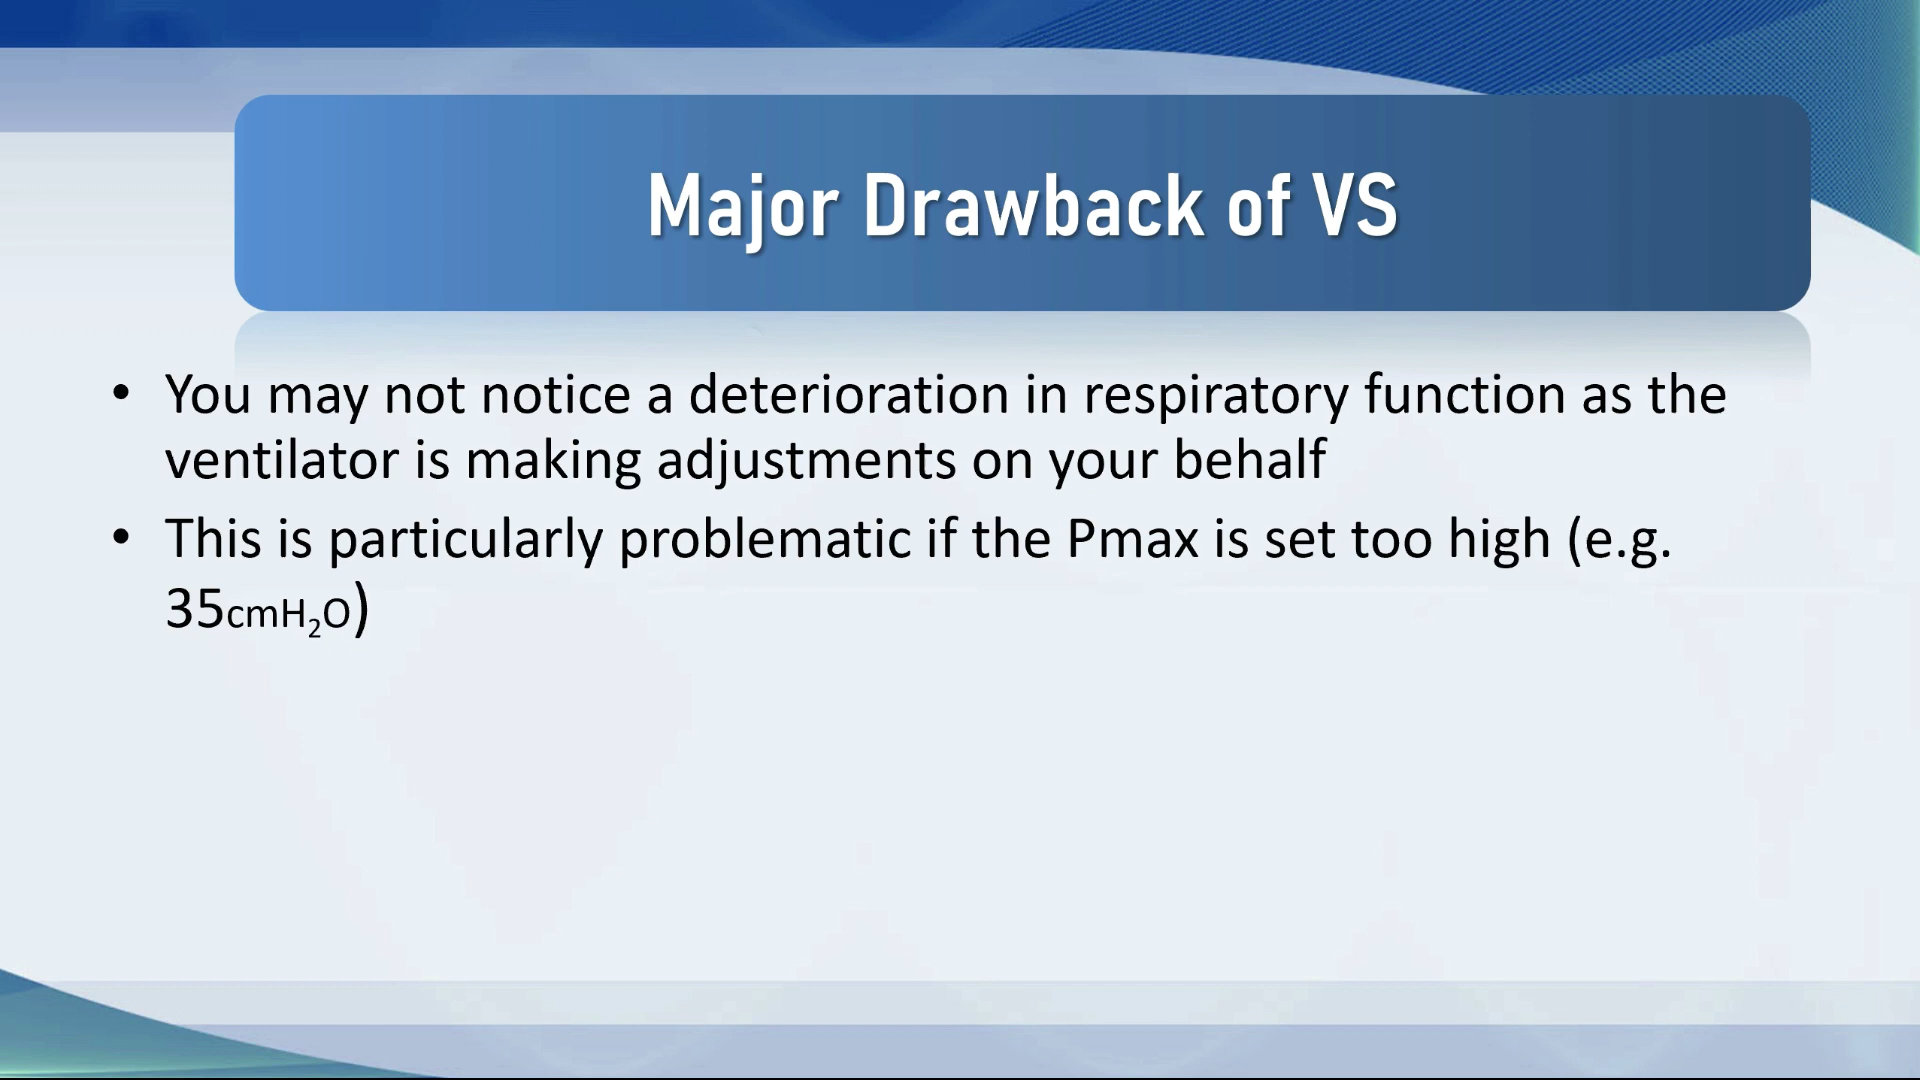 Major Drawback of VS
• You may not notice a deterioration in respiratory function as the
ventilator is making adjustments on your behalf
• This is particularly problematic if the Pmax is set too high (e.g.
35cmH₂O)